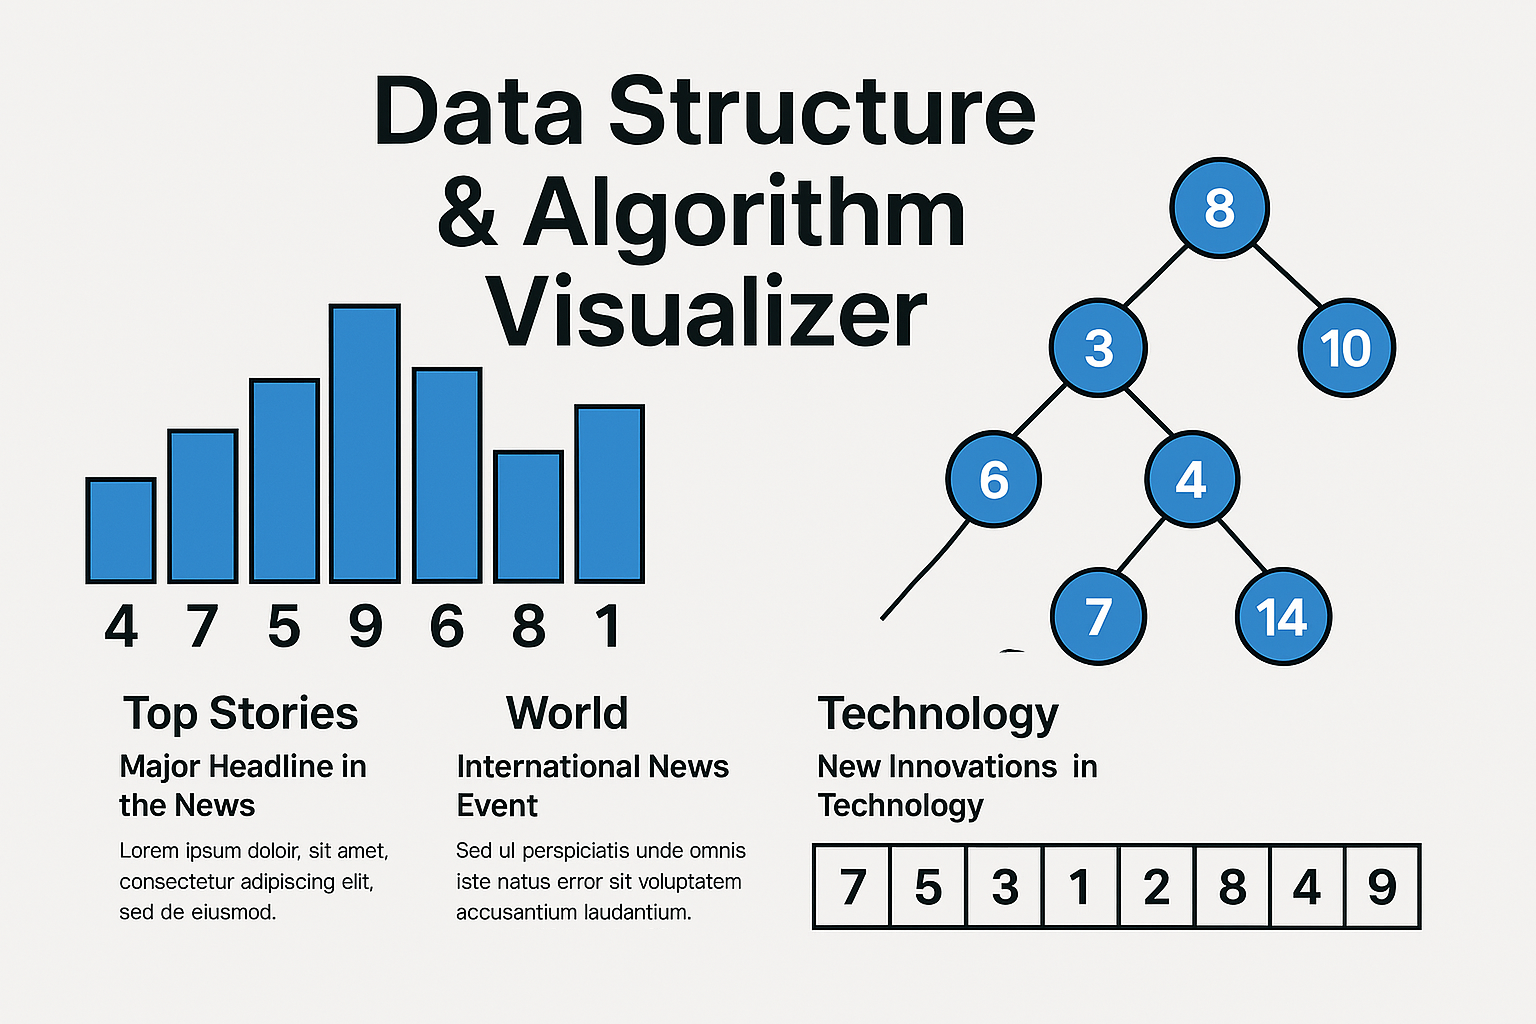 Data Structure
& Algorithm
Visualizer
8
3
10
6
4
7
14
4 7 5 9 6 8 1
Top Stories
Major Headline in
the News
Lorem ipsum doloir, sit amet,
consectetur adipiscing elit,
sed de eiusmod.
World
International News
Event
Sed ul perspiciatis unde omnis
iste natus error sit voluptatem
accusantium laudantium.
Technology
New Innovations in
Technology
7 5 3 1 2 8 4 9